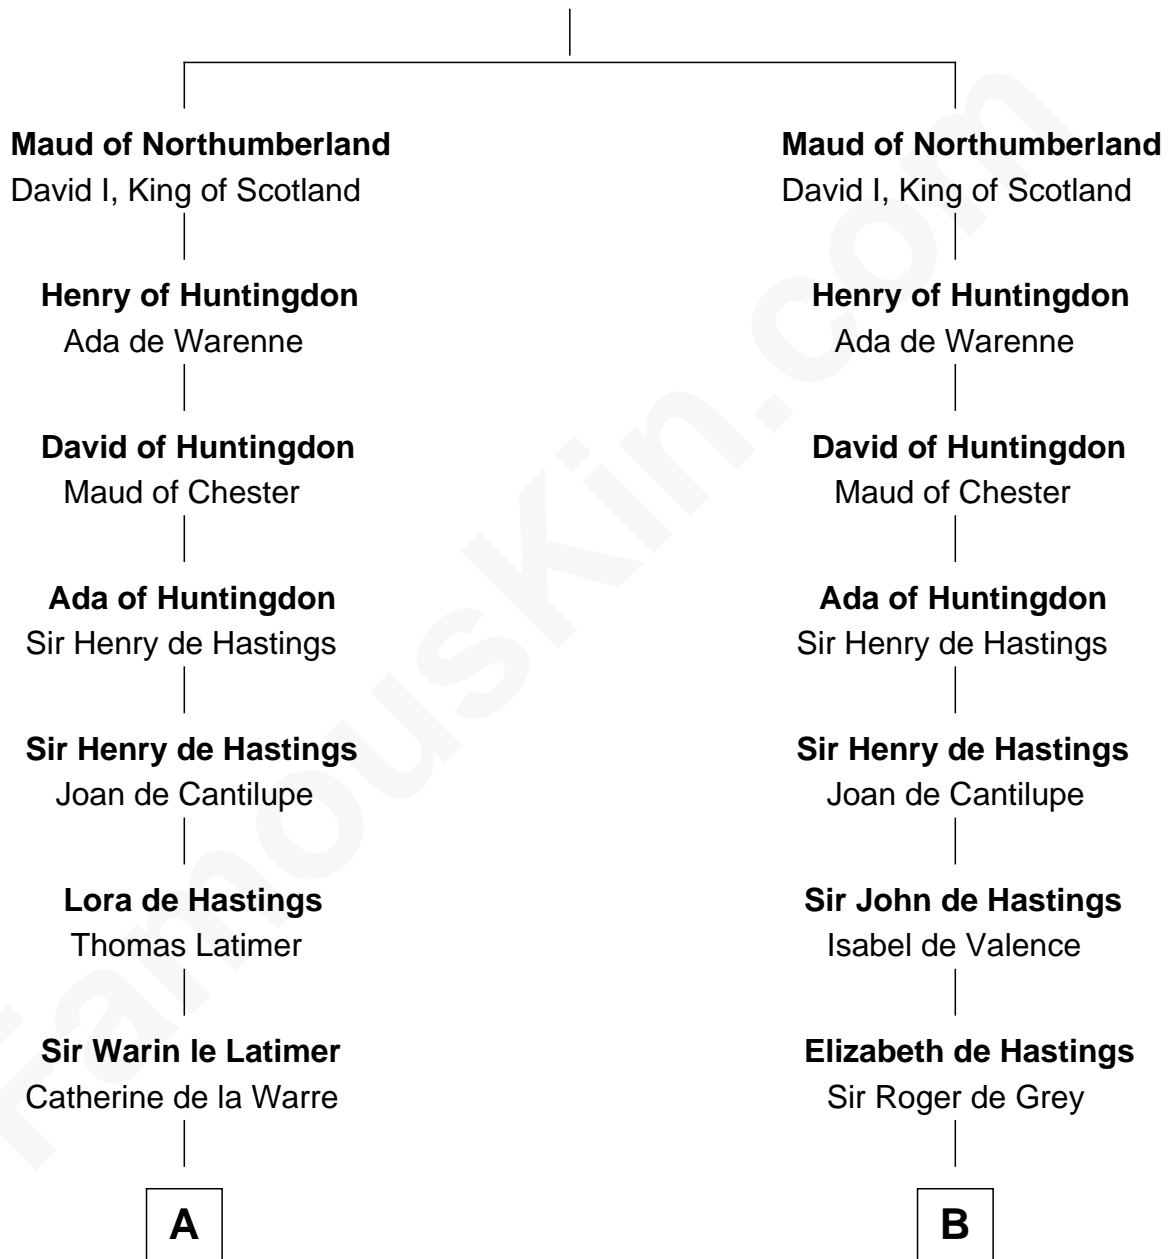 Maud of Northumberland
David I, King of Scotland
Henry of Huntingdon
Ada de Warenne
David of Huntingdon
Maud of Chester
Ada of Huntingdon
Sir Henry de Hastings
Sir Henry de Hastings
Joan de Cantilupe
Lora de Hastings
Thomas Latimer
Sir Warin le Latimer
Catherine de la Warre
A
Maud of Northumberland
David I, King of Scotland
Henry of Huntingdon
Ada de Warenne
David of Huntingdon
Maud of Chester
Ada of Huntingdon
Sir Henry de Hastings
Sir Henry de Hastings
Joan de Cantilupe
Sir John de Hastings
Isabel de Valence
Elizabeth de Hastings
Sir Roger de Grey
B
FamousKin.com